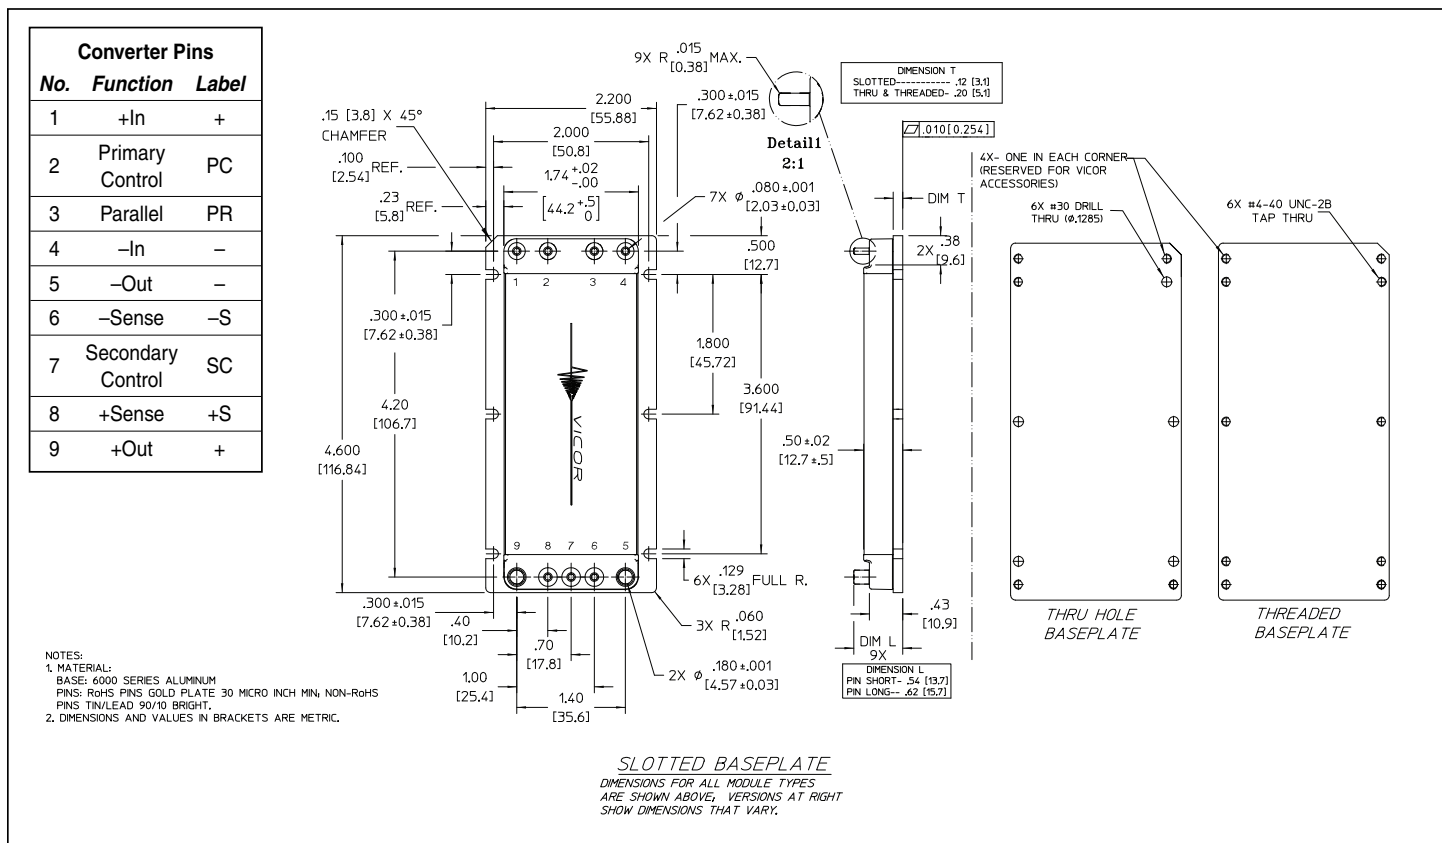 Converter Pins
No. Function Label
1 +In +
2 Primary Control PC
3 Parallel PR
4 –In –
5 –Out –
6 –Sense –S
7 Secondary Control SC
8 +Sense +S
9 +Out +
9X R .015 [0.38] MAX.
DIMENSION T
SLOTTED---------- .12 [3.1]
THRU & THREADED- .20 [5.1]
2.200
[55.88]
.300 ±.015
[7.62 ±0.38]
.15 [3.8] X 45°
CHAMFER
2.000
[50.8]
Detail1
2:1
.010[0.254]
.100
[2.54] REF.
1.74 +.02 -.00
[44.2 +.5 0]
.23
[5.8] REF.
7X ϕ .080 ±.001
[2.03 ±0.03]
DIM T
4X- ONE IN EACH CORNER
(RESERVED FOR VICOR
ACCESSORIES)
6X #30 DRILL
THRU (ϕ.1285)
6X #4-40 UNC-2B
TAP THRU
.500
[12.7]
2X .38
[9.6]
1 2 3 4
.300 ±.015
[7.62 ±0.38]
1.800
[45.72]
3.600
[91.44]
4.20
[106.7]
4.600
[116.84]
VICOR
.50 ±.02
[12.7 ±.5]
9 8 7 6 5
6X .129
[3.28] FULL R.
.300 ±.015
[7.62 ±0.38]
.40
[10.2]
3X R .060
[1.52]
.43
[10.9]
THRU HOLE
BASEPLATE
THREADED
BASEPLATE
.70
[17.8]
DIM L
9X
1.00
[25.4]
2X ϕ .180 ±.001
[4.57 ±0.03]
DIMENSION L
PIN SHORT- .54 [13.7]
PIN LONG-- .62 [15.7]
1.40
[35.6]
NOTES:
1. MATERIAL:
BASE: 6000 SERIES ALUMINUM
PINS: RoHS PINS GOLD PLATE 30 MICRO INCH MIN; NON-RoHS
PINS TIN/LEAD 90/10 BRIGHT.
2. DIMENSIONS AND VALUES IN BRACKETS ARE METRIC.
SLOTTED BASEPLATE
DIMENSIONS FOR ALL MODULE TYPES
ARE SHOWN ABOVE; VERSIONS AT RIGHT
SHOW DIMENSIONS THAT VARY.